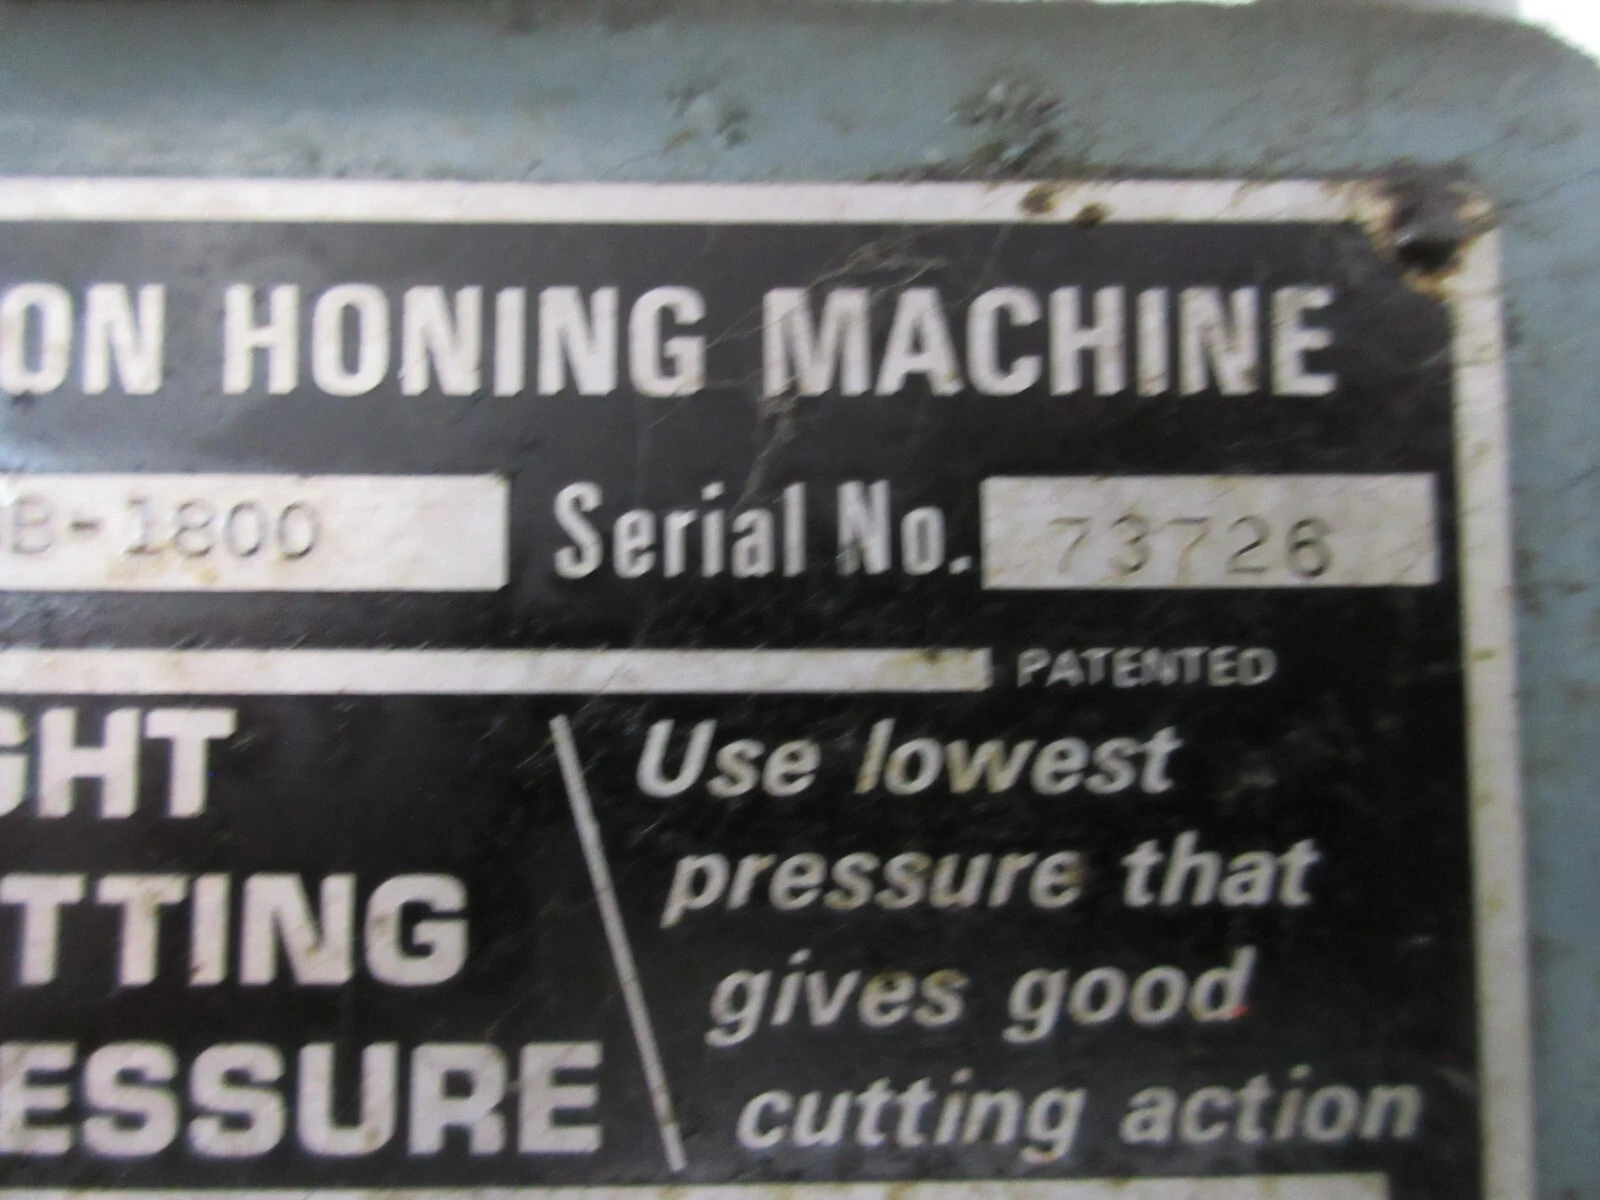 ON HONING MACHINE
B-1800 Serial No. 73726
PATENTED
GHT
TTING
ESSURE
Use lowest
pressure that
gives good
cutting action